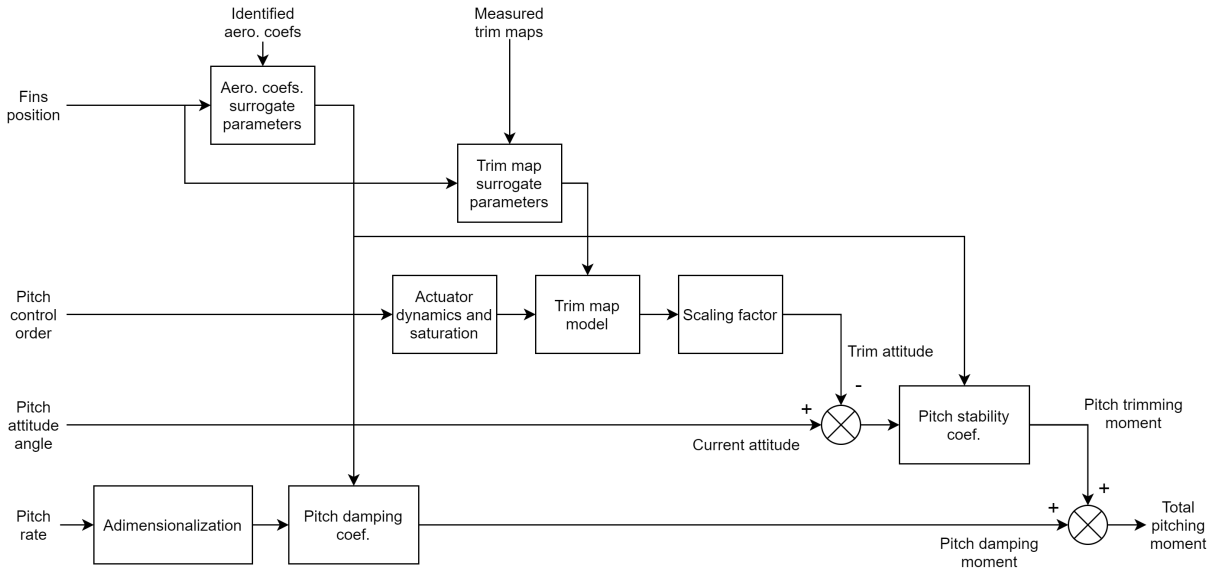 Identified
aero. coefs
Measured
trim maps
Fins
position
Aero. coefs.
surrogate
parameters
Trim map
surrogate
parameters
Pitch
control
order
Actuator
dynamics and
saturation
Trim map
model
Scaling factor
Trim attitude
-
Pitch
attitude
angle
+
Current attitude
Pitch stability
coef.
Pitch trimming
moment
+
Pitch
rate
Adimensionalization
Pitch damping
coef.
+
Pitch damping
moment
Total
pitching
moment